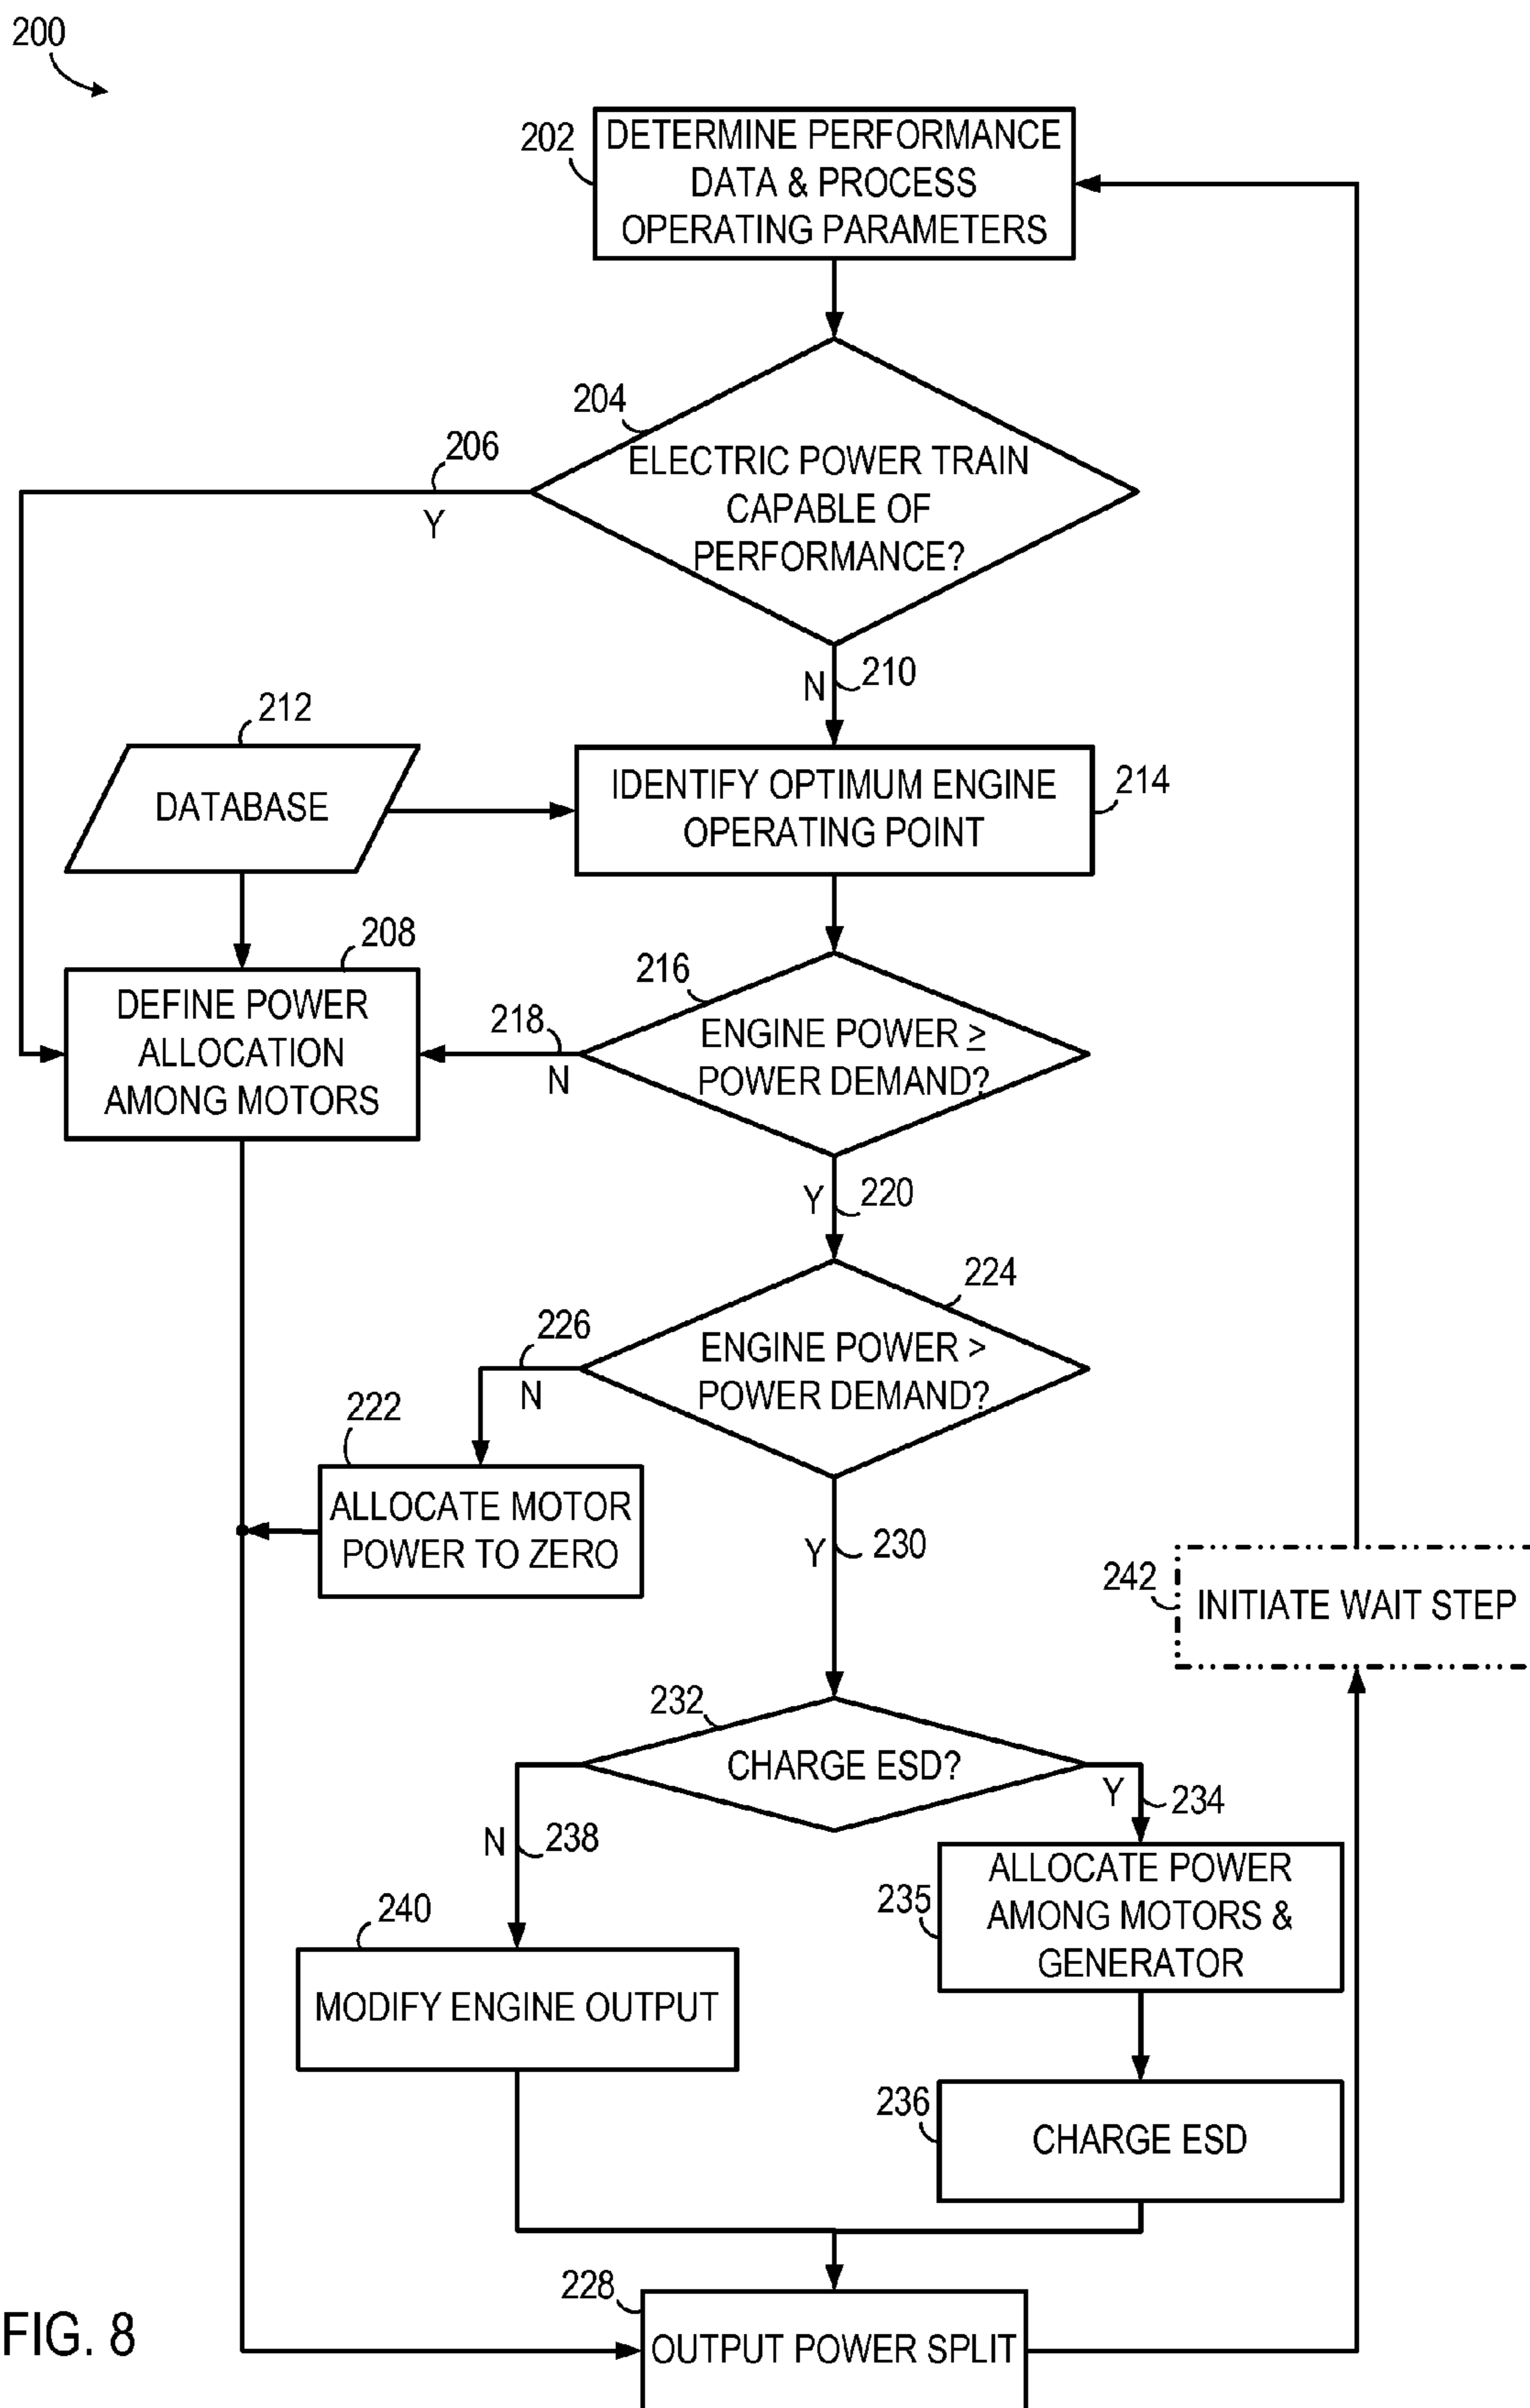 200
202
DETERMINE PERFORMANCE
DATA & PROCESS
OPERATING PARAMETERS
204
206
ELECTRIC POWER TRAIN
CAPABLE OF
PERFORMANCE?
Y
N
210
212
DATABASE
IDENTIFY OPTIMUM ENGINE
OPERATING POINT
214
208
DEFINE POWER
ALLOCATION
AMONG MOTORS
216
218
N
ENGINE POWER ≥
POWER DEMAND?
Y
220
224
226
N
ENGINE POWER >
POWER DEMAND?
222
ALLOCATE MOTOR
POWER TO ZERO
Y
230
242
INITIATE WAIT STEP
232
CHARGE ESD?
Y
234
N
238
235
ALLOCATE POWER
AMONG MOTORS &
GENERATOR
240
MODIFY ENGINE OUTPUT
236
CHARGE ESD
228
OUTPUT POWER SPLIT
FIG. 8